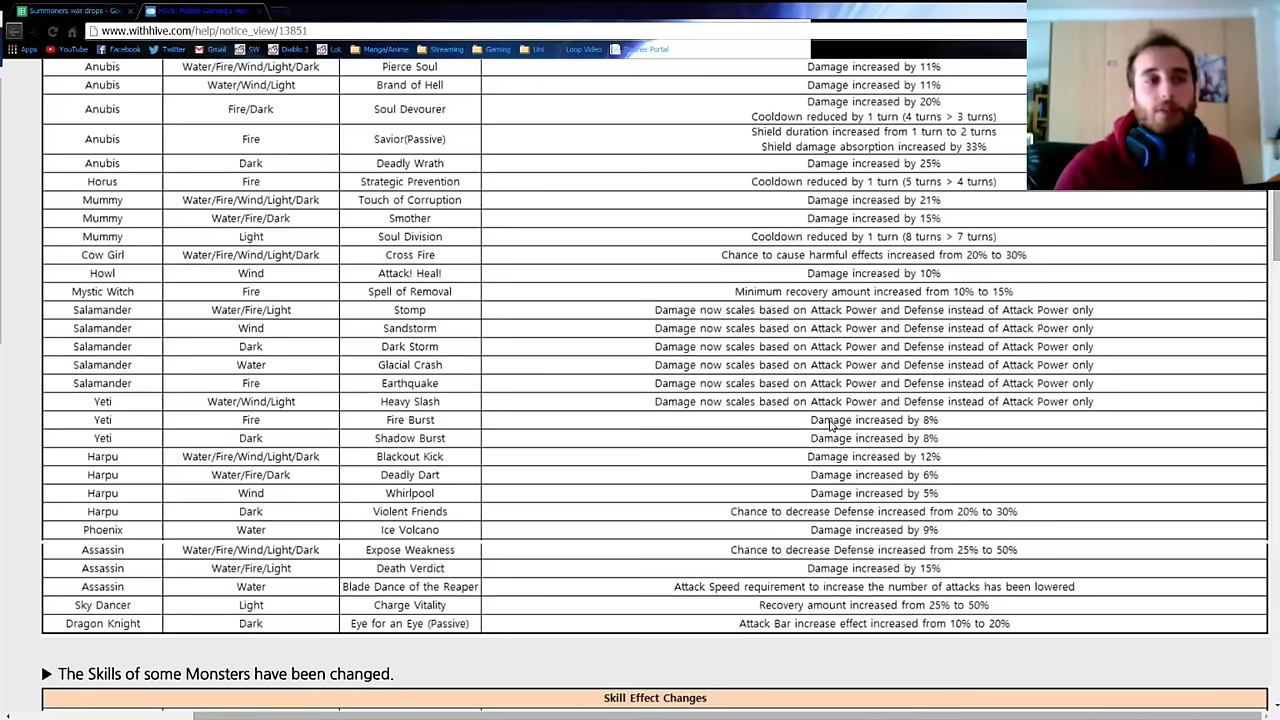 Summoners war drops - Goo
HIVE: Mobile Gaming's He
www.withhive.com/help/notice_view/13851
Apps YouTube Facebook Twitter Gmail SW Diablo 3 LoL Manga/Anime Streaming Gaming Uni Loop Video Partner Portal
Anubis Water/Fire/Wind/Light/Dark Pierce Soul Damage increased by 11%
Anubis Water/Wind/Light Brand of Hell Damage increased by 11%
Anubis Fire/Dark Soul Devourer Damage increased by 20%
Cooldown reduced by 1 turn (4 turns > 3 turns)
Anubis Fire Savior(Passive) Shield duration increased from 1 turn to 2 turns
Shield damage absorption increased by 33%
Anubis Dark Deadly Wrath Damage increased by 25%
Horus Fire Strategic Prevention Cooldown reduced by 1 turn (5 turns > 4 turns)
Mummy Water/Fire/Wind/Light/Dark Touch of Corruption Damage increased by 21%
Mummy Water/Fire/Dark Smother Damage increased by 15%
Mummy Light Soul Division Cooldown reduced by 1 turn (8 turns > 7 turns)
Cow Girl Water/Fire/Wind/Light/Dark Cross Fire Chance to cause harmful effects increased from 20% to 30%
Howl Wind Attack! Heal! Damage increased by 10%
Mystic Witch Fire Spell of Removal Minimum recovery amount increased from 10% to 15%
Salamander Water/Fire/Light Stomp Damage now scales based on Attack Power and Defense instead of Attack Power only
Salamander Wind Sandstorm Damage now scales based on Attack Power and Defense instead of Attack Power only
Salamander Dark Dark Storm Damage now scales based on Attack Power and Defense instead of Attack Power only
Salamander Water Glacial Crash Damage now scales based on Attack Power and Defense instead of Attack Power only
Salamander Fire Earthquake Damage now scales based on Attack Power and Defense instead of Attack Power only
Yeti Water/Wind/Light Heavy Slash Damage now scales based on Attack Power and Defense instead of Attack Power only
Yeti Fire Fire Burst Damage increased by 8%
Yeti Dark Shadow Burst Damage increased by 8%
Harpu Water/Fire/Wind/Light/Dark Blackout Kick Damage increased by 12%
Harpu Water/Fire/Dark Deadly Dart Damage increased by 6%
Harpu Wind Whirlpool Damage increased by 5%
Harpu Dark Violent Friends Chance to decrease Defense increased from 20% to 30%
Phoenix Water Ice Volcano Damage increased by 9%
Assassin Water/Fire/Wind/Light/Dark Expose Weakness Chance to decrease Defense increased from 25% to 50%
Assassin Water/Fire/Light Death Verdict Damage increased by 15%
Assassin Water Blade Dance of the Reaper Attack Speed requirement to increase the number of attacks has been lowered
Sky Dancer Light Charge Vitality Recovery amount increased from 25% to 50%
Dragon Knight Dark Eye for an Eye (Passive) Attack Bar increase effect increased from 10% to 20%
▶ The Skills of some Monsters have been changed.
Skill Effect Changes